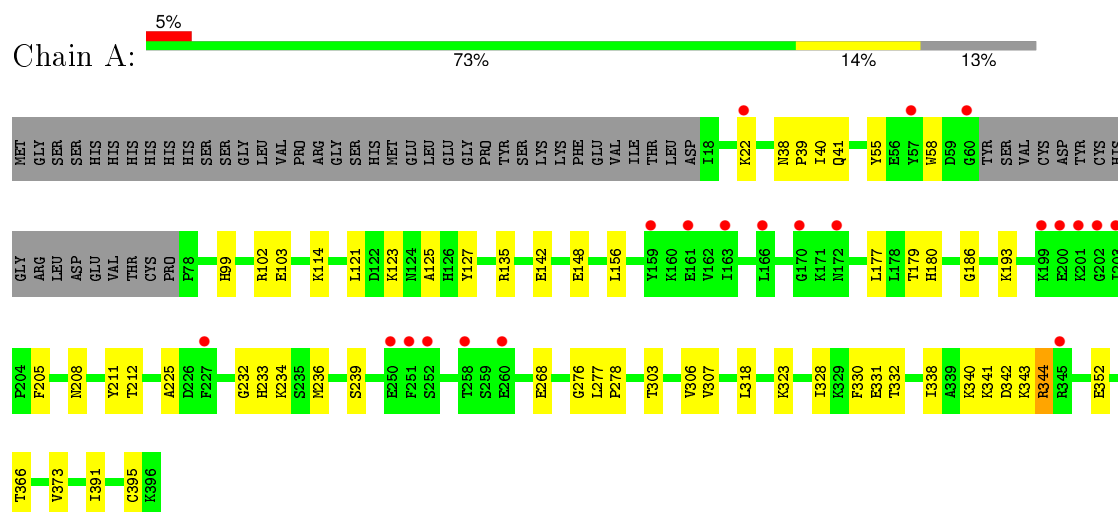 5%
Chain A:
73% 14% 13%
MET GLY SER SER HIS HIS HIS HIS HIS HIS SER SER GLY LEU VAL PRO ARG GLY SER HIS MET GLU LEU GLU GLY PRO TYR SER LYS LYS PHE GLU VAL ILE THR LEU ASP I18 K22 N38 P39 I40 Q41 Y55 E56 Y57 W58 D59 G60 TYR SER VAL CYS ASP TYR CYS HIS
GLY ARG LEU ASP GLU VAL THR CYS PRO F78 H99 R102 E103 K114 L121 D122 K123 N124 A125 H126 Y127 R135 E142 E148 L156 Y159 K160 E161 V162 I163 L166 G170 K171 N172 L177 L178 T179 H180 G186 K193 K199 E200 K201 G202 I203
P204 F205 N208 Y211 T212 A225 D226 F227 G232 H233 K234 S235 M236 S239 E250 F251 S252 T258 S259 E260 E268 G276 L277 P278 T303 V306 V307 L318 K323 I328 K329 F330 E331 T332 I338 A339 K340 K341 D342 K343 R344 R345 E352
T366 V373 I391 C395 K396